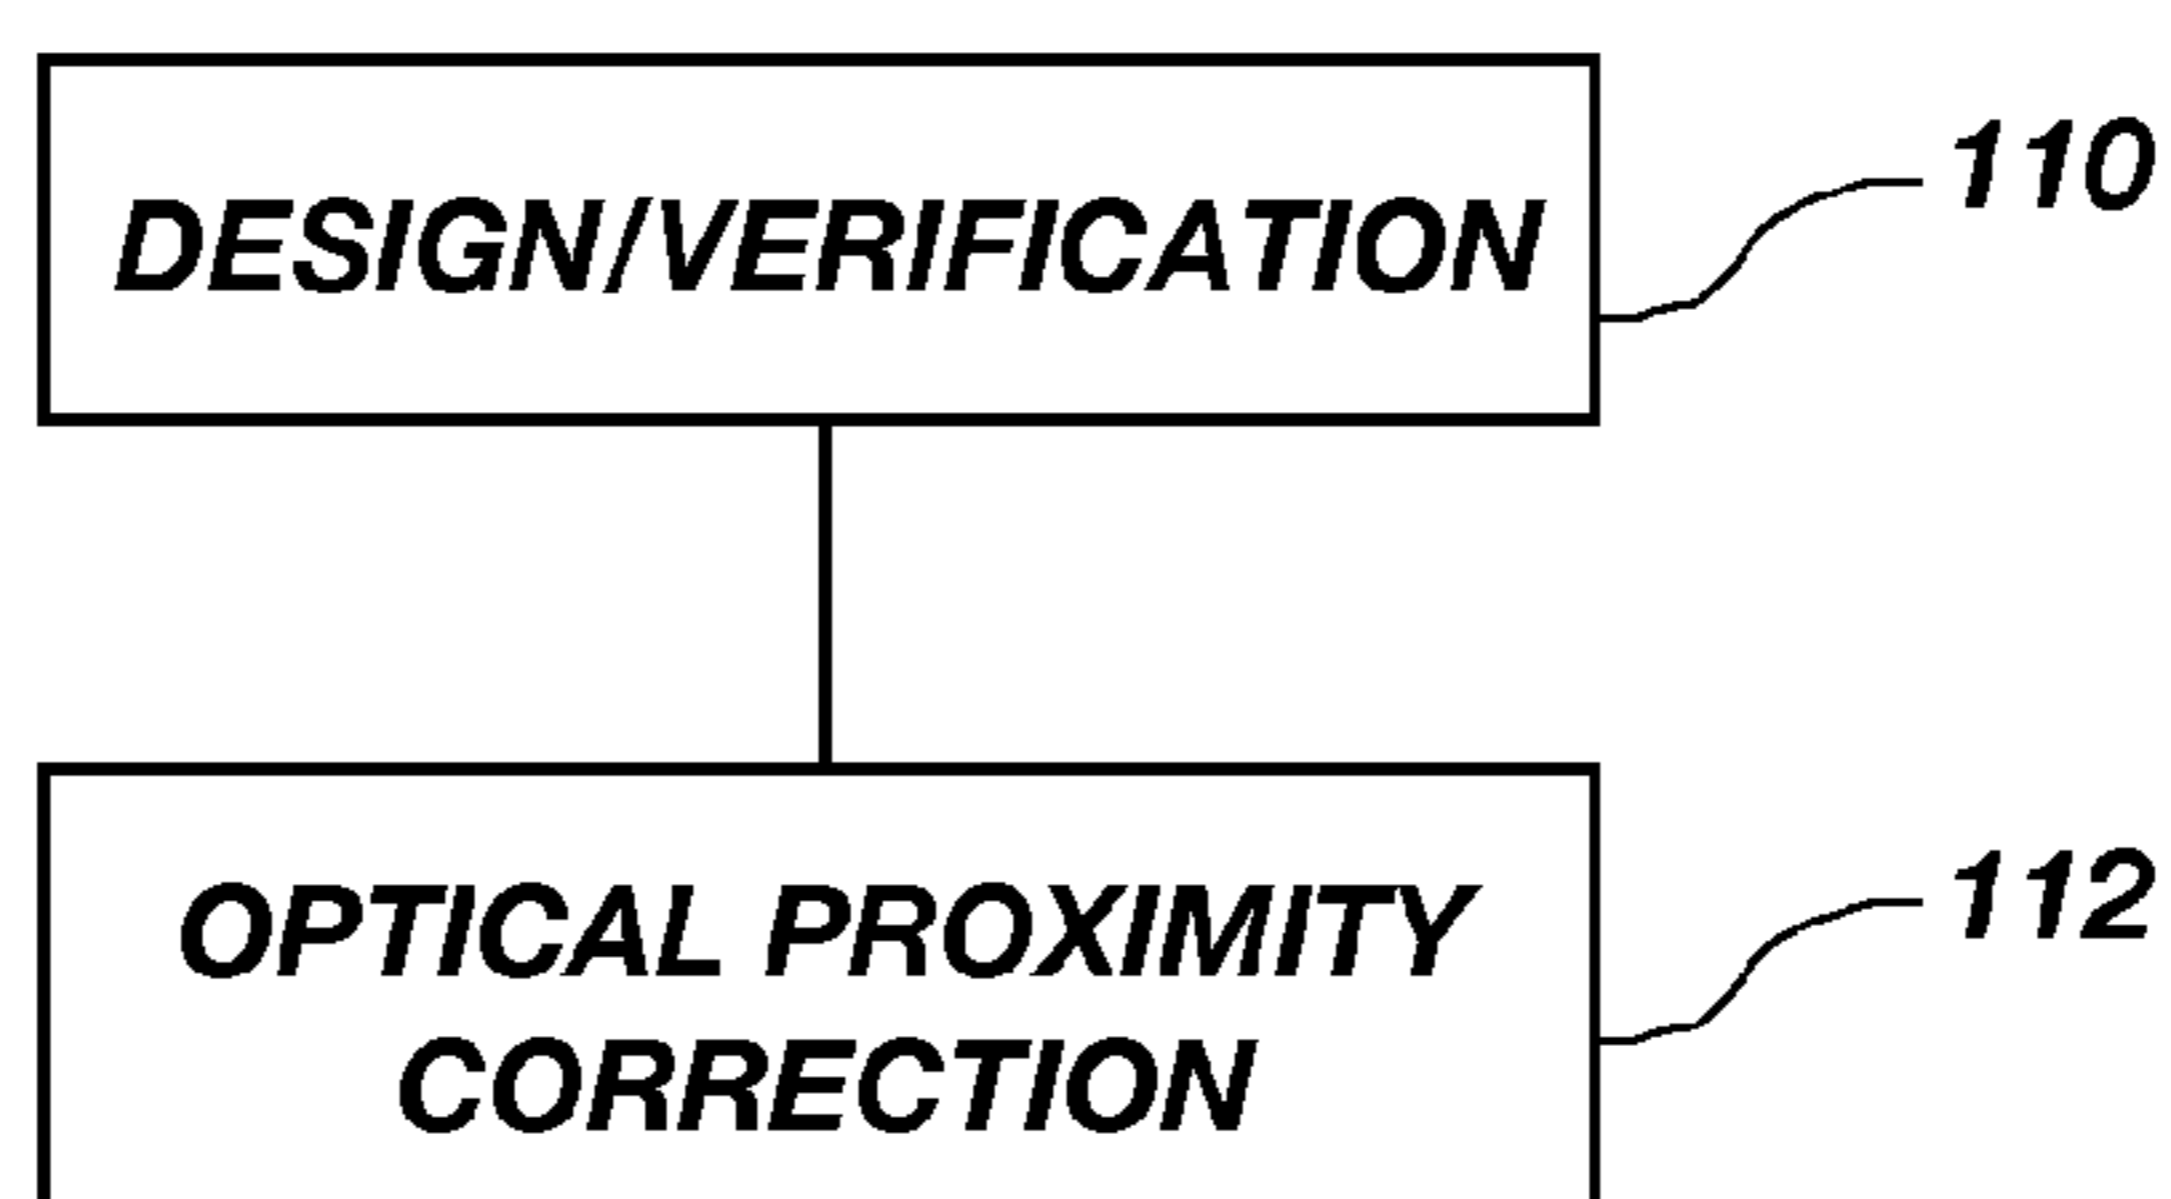 DESIGN/VERIFICATION
110
OPTICAL PROXIMITY
CORRECTION
112